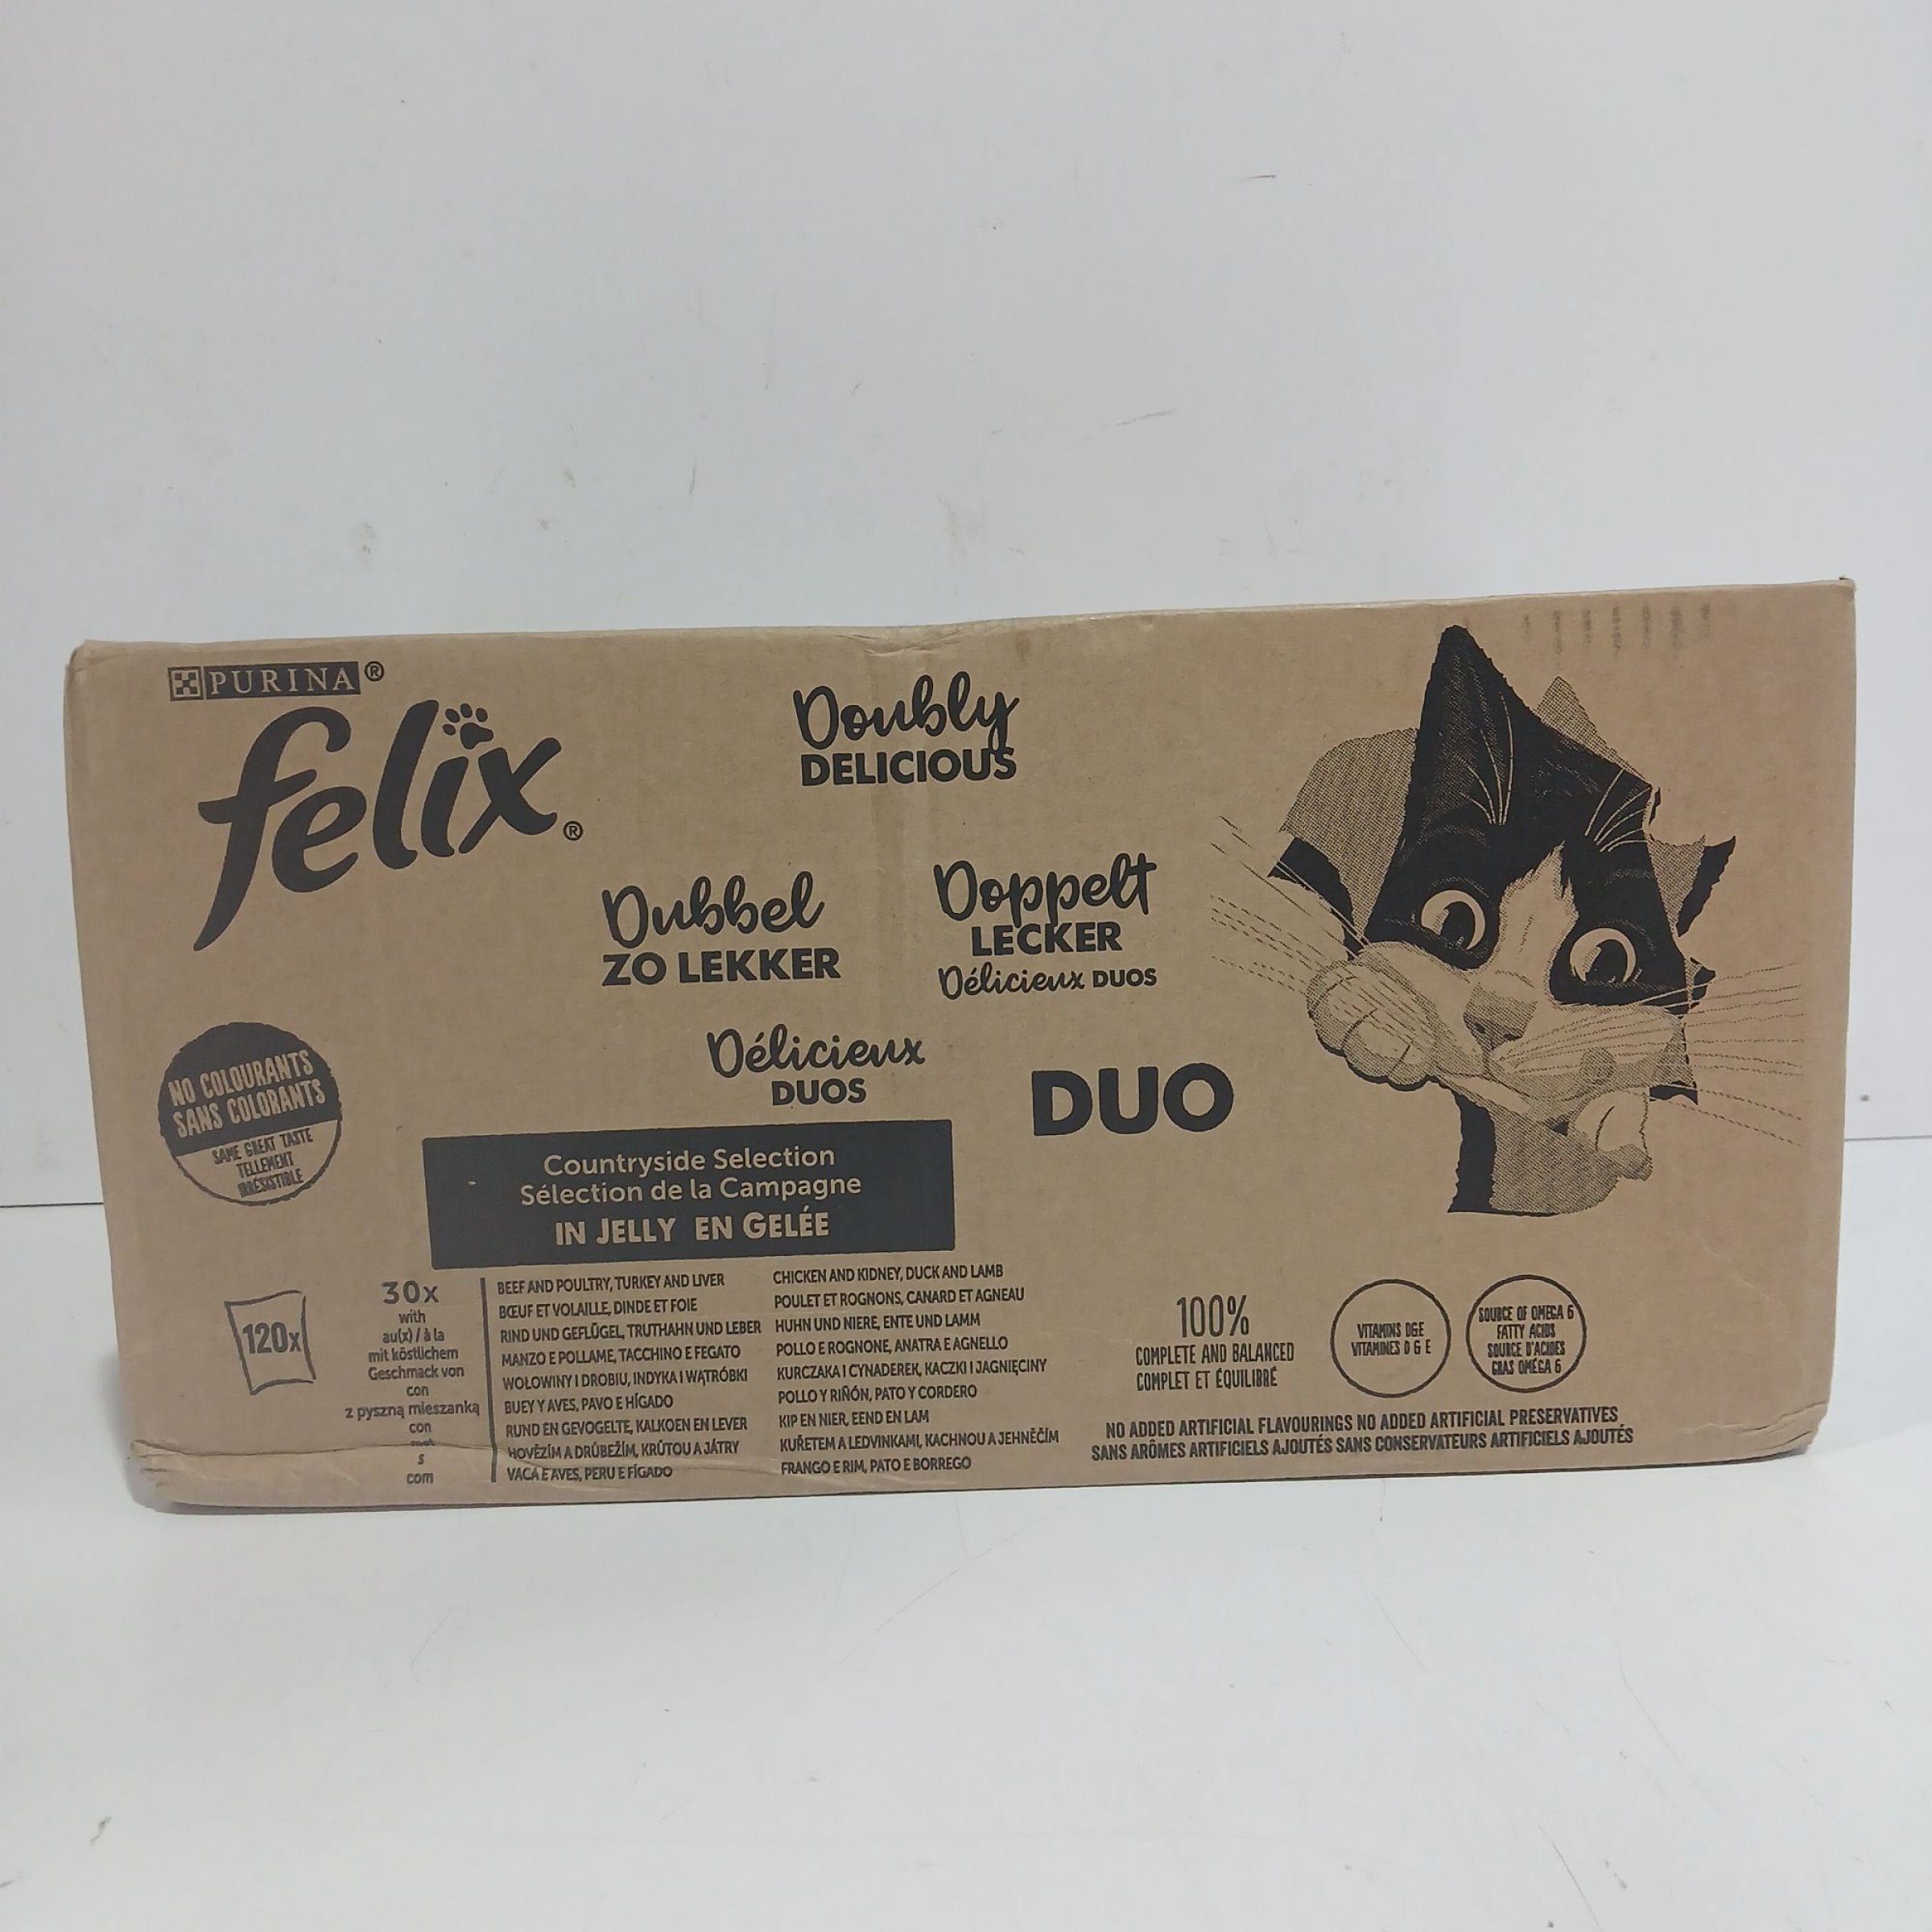 PURINA®
felix®
Doubly
DELICIOUS
Dubbel
ZO LEKKER
Doppelt
LECKER
Délicieux DUOS
Délicieux
DUOS
DUO
NO COLOURANTS
SANS COLORANTS
SAME GREAT TASTE
TELLEMENT
IRRÉSISTIBLE
Countryside Selection
Sélection de la Campagne
IN JELLY EN GELÉE
120x
30x
with
au(x) / à la
mit köstlichem
Geschmack von
con
z pyszną mieszanką
con
s
com
BEEF AND POULTRY, TURKEY AND LIVER
BŒUF ET VOLAILLE, DINDE ET FOIE
RIND UND GEFLÜGEL, TRUTHAHN UND LEBER
MANZO E POLLAME, TACCHINO E FEGATO
WOŁOWINY I DROBIU, INDYKA I WĄTRÓBKI
BUEY Y AVES, PAVO E HÍGADO
RUND EN GEVOGELTE, KALKOEN EN LEVER
HOVĚZÍM A DRŮBEŽÍM, KRŮTOU A JÁTRY
VACA E AVES, PERU E FÍGADO
CHICKEN AND KIDNEY, DUCK AND LAMB
POULET ET ROGNONS, CANARD ET AGNEAU
HUHN UND NIERE, ENTE UND LAMM
POLLO E ROGNONE, ANATRA E AGNELLO
KURCZAKA I CYNADEREK, KACZKI I JAGNIĘCINY
POLLO Y RIÑÓN, PATO Y CORDERO
KIP EN NIER, EEND EN LAM
KUŘETEM A LEDVINKAMI, KACHNOU A JEHNĚČÍM
FRANGO E RIM, PATO E BORREGO
100%
COMPLETE AND BALANCED
COMPLET ET ÉQUILIBRÉ
VITAMINS D&E
VITAMINES D & E
SOURCE OF OMEGA 6
FATTY ACIDS
SOURCE D'ACIDES
GRAS OMÉGA 6
NO ADDED ARTIFICIAL FLAVOURINGS NO ADDED ARTIFICIAL PRESERVATIVES
SANS ARÔMES ARTIFICIELS AJOUTÉS SANS CONSERVATEURS ARTIFICIELS AJOUTÉS